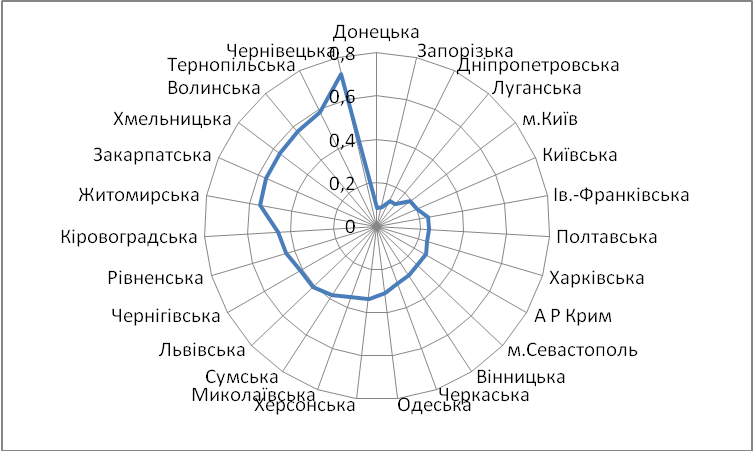 Донецька
Запорізька
Дніпропетровська
Луганська
м.Київ
Київська
Ів.-Франківська
Полтавська
Харківська
А Р Крим
м.Севастополь
Вінницька
Черкаська
Одеська
Херсонська
Миколаївська
Сумська
Львівська
Чернігівська
Рівненська
Кіровоградська
Житомирська
Закарпатська
Хмельницька
Волинська
Тернопільська
Чернівецька
0,8
0,6
0,4
0,2
0